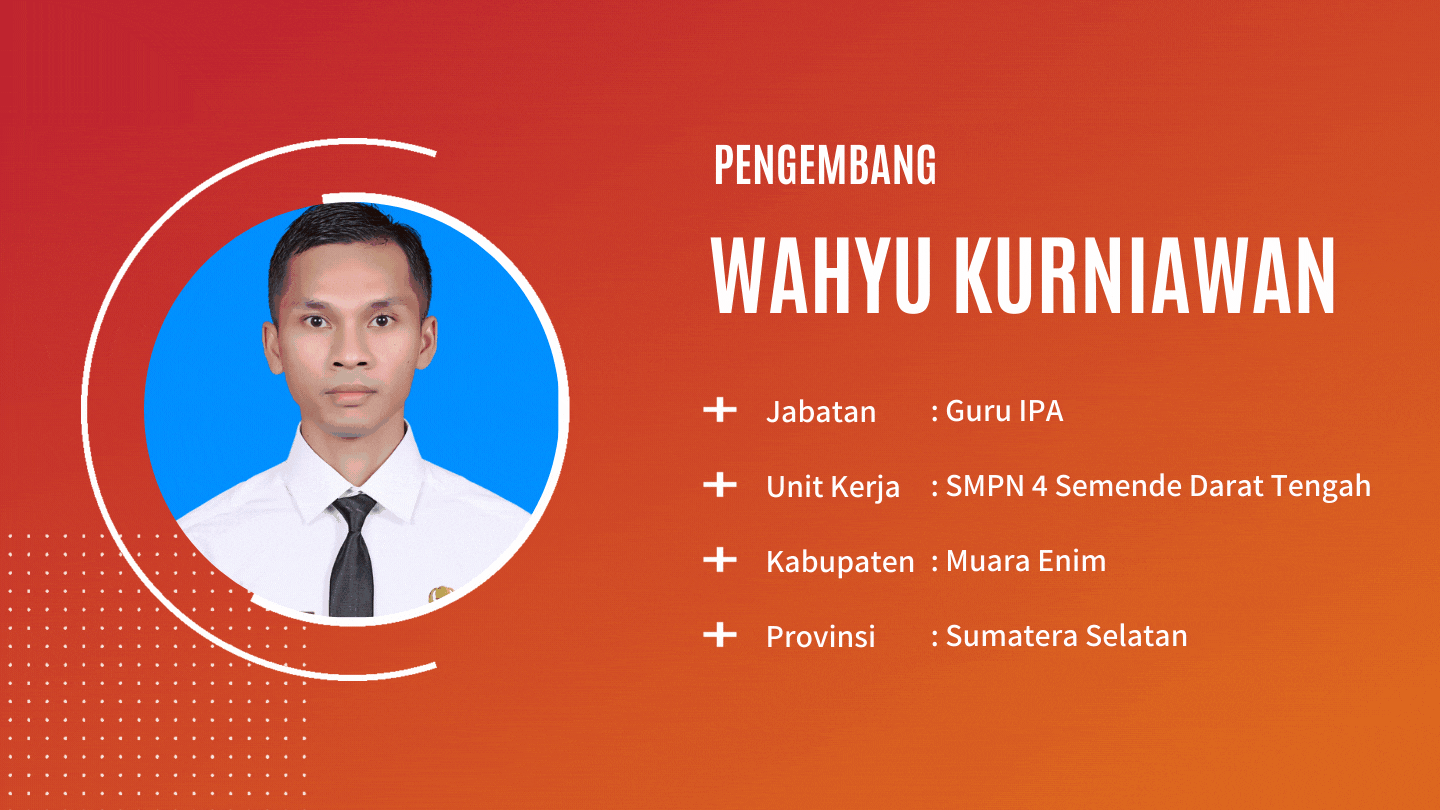 PENGEMBANG
WAHYU KURNIAWAN
Jabatan : Guru IPA
Unit Kerja : SMPN 4 Semende Darat Tengah
Kabupaten : Muara Enim
Provinsi : Sumatera Selatan